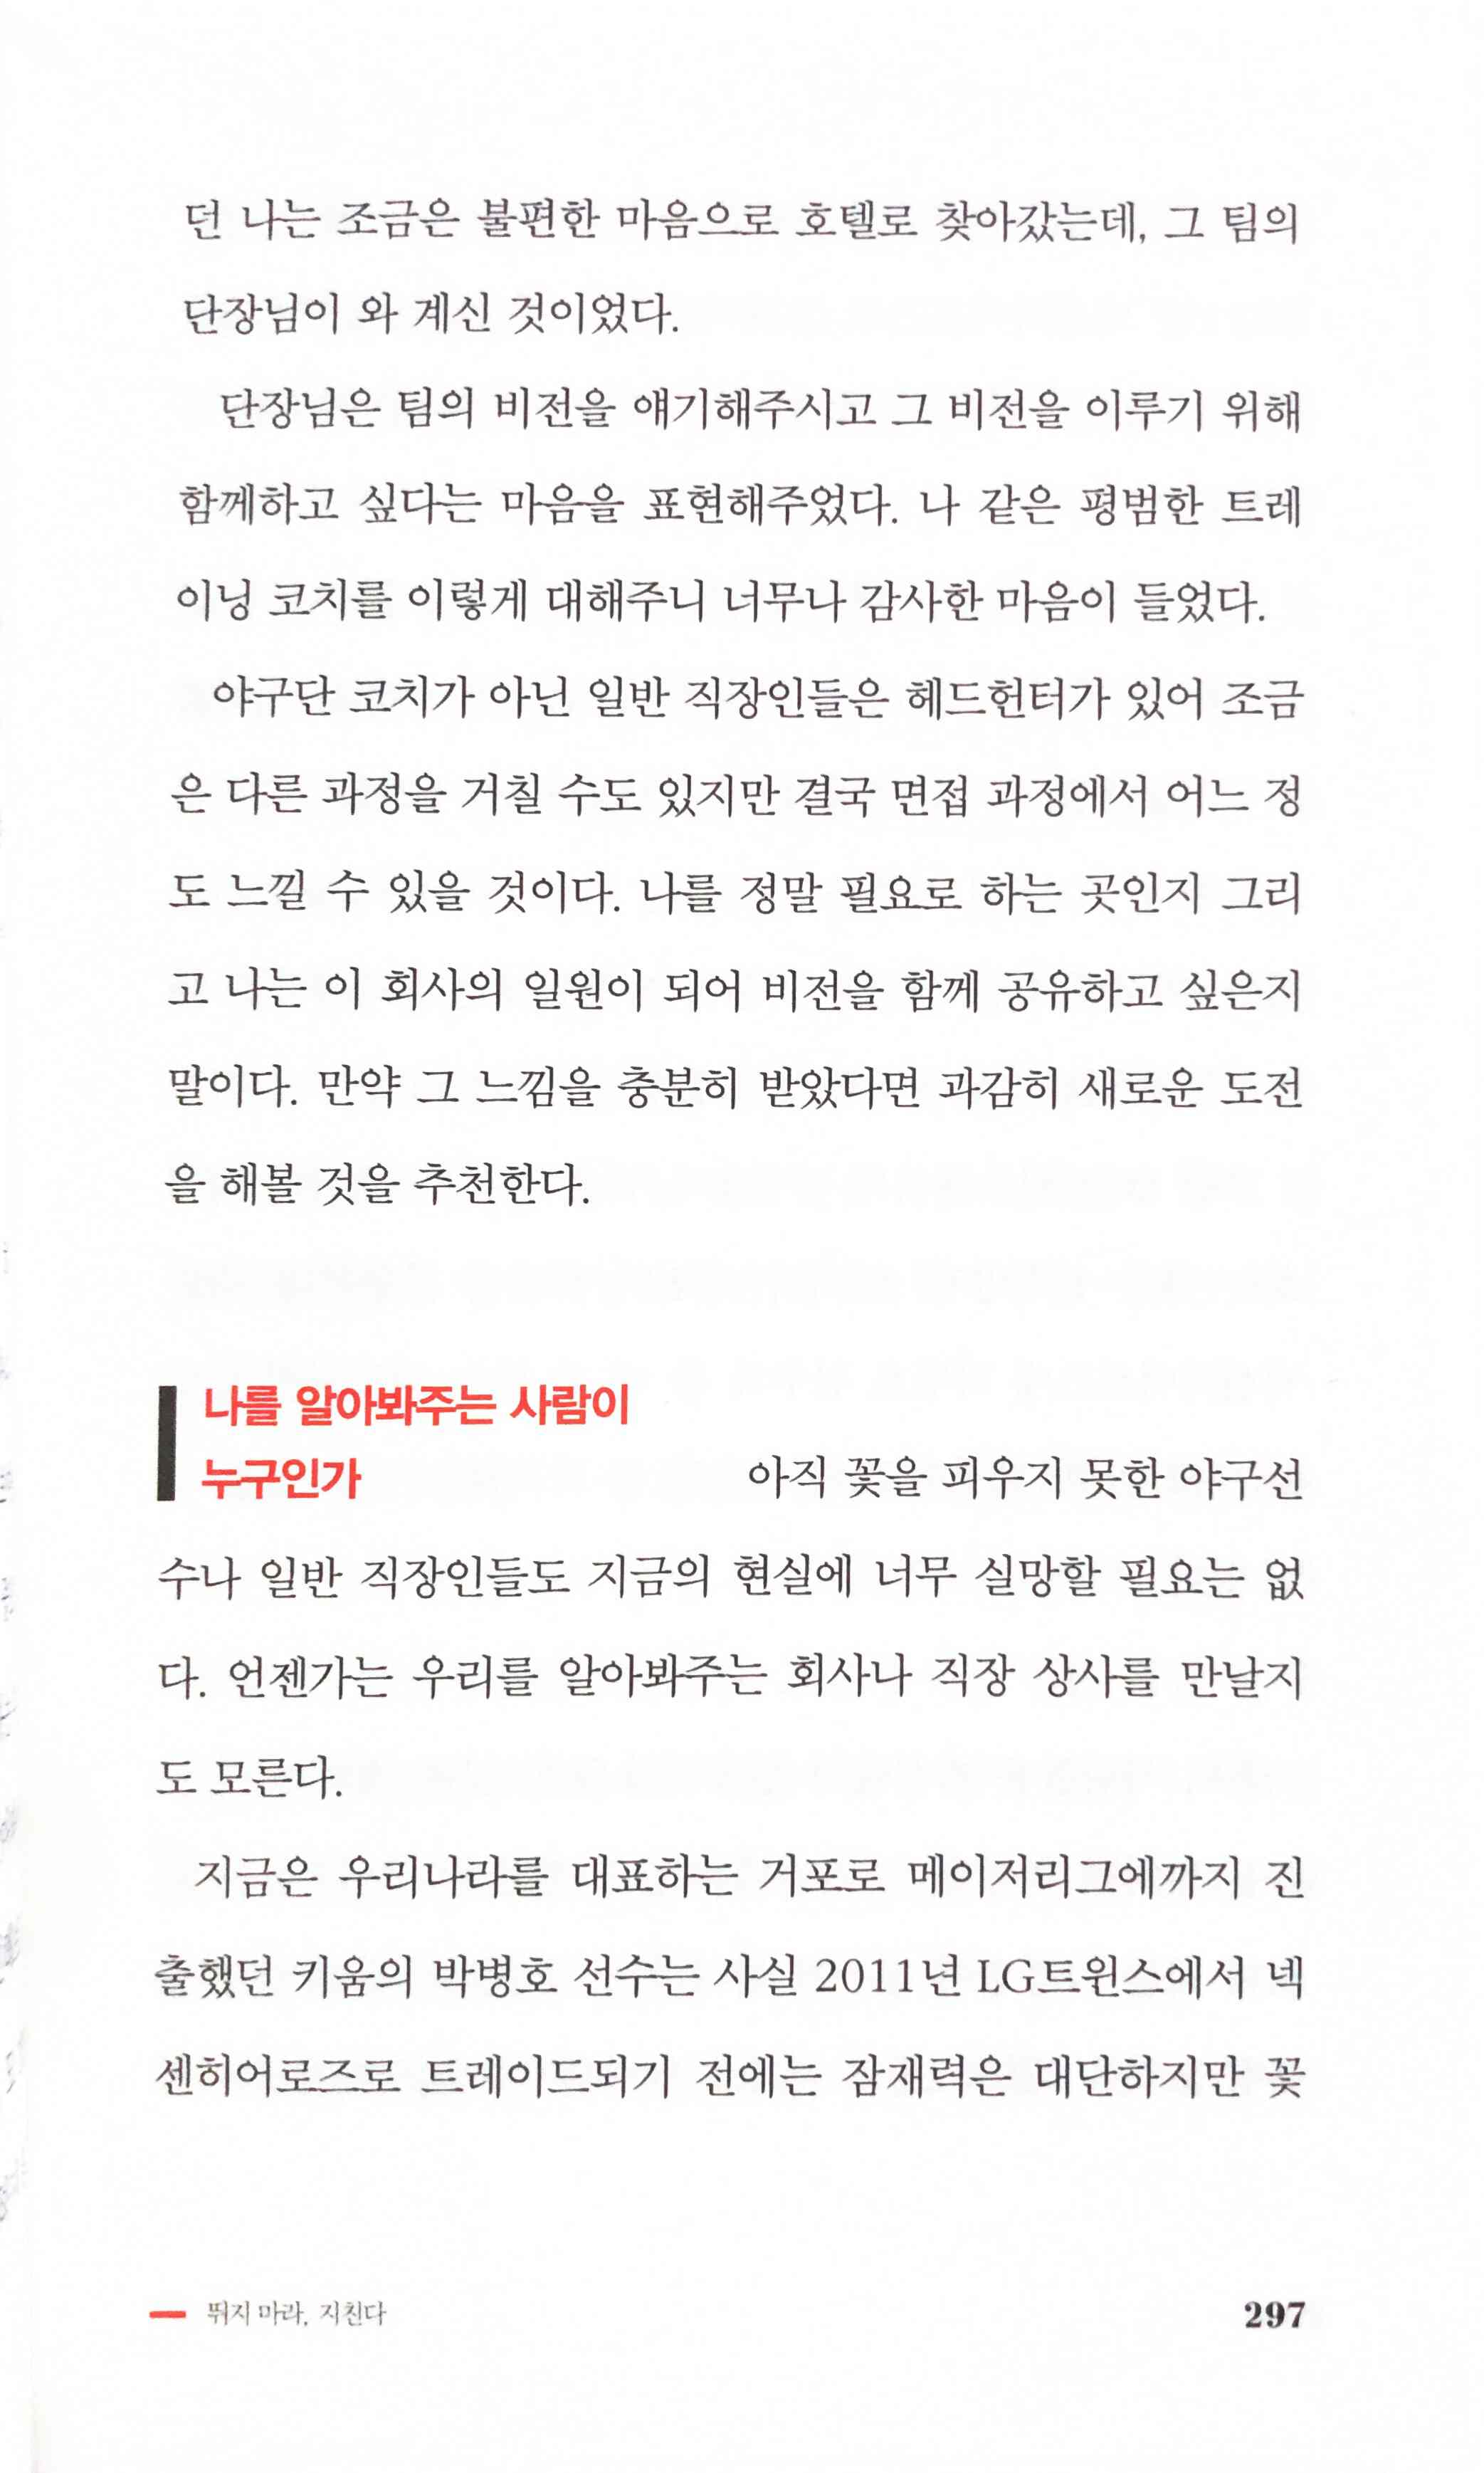 던 나는 조금은 불편한 마음으로 호텔로 찾아갔는데, 그 팀의
단장님이 와 계신 것이었다.
단장님은 팀의 비전을 얘기해주시고 그 비전을 이루기 위해
함께하고 싶다는 마음을 표현해주었다. 나 같은 평범한 트레
이닝 코치를 이렇게 대해주니 너무나 감사한 마음이 들었다.
야구단 코치가 아닌 일반 직장인들은 헤드헌터가 있어 조금
은 다른 과정을 거칠 수도 있지만 결국 면접 과정에서 어느 정
도 느낄 수 있을 것이다. 나를 정말 필요로 하는 곳인지 그리
고 나는 이 회사의 일원이 되어 비전을 함께 공유하고 싶은지
말이다. 만약 그 느낌을 충분히 받았다면 과감히 새로운 도전
을 해볼 것을 추천한다.
나를 알아봐주는 사람이
누구인가
아직 꽃을 피우지 못한 야구선
수나 일반 직장인들도 지금의 현실에 너무 실망할 필요는 없
다. 언젠가는 우리를 알아봐주는 회사나 직장 상사를 만날지
도 모른다.
지금은 우리나라를 대표하는 거포로 메이저리그에까지 진
출했던 키움의 박병호 선수는 사실 2011년 LG트윈스에서 넥
센히어로즈로 트레이드되기 전에는 잠재력은 대단하지만 꽃
뛰지 마라, 지친다
297